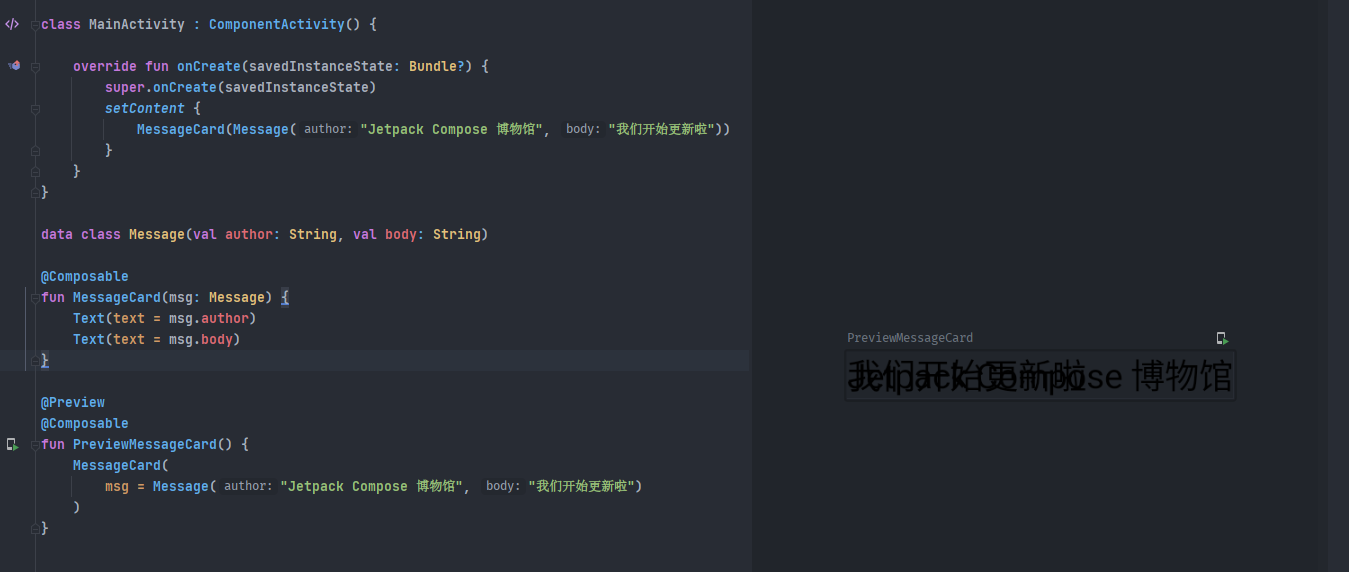 class MainActivity : ComponentActivity() {
override fun onCreate(savedInstanceState: Bundle?) {
super.onCreate(savedInstanceState)
setContent {
MessageCard(Message( author: "Jetpack Compose 博物馆", body: "我们开始更新啦"))
}
}
}
data class Message(val author: String, val body: String)
@Composable
fun MessageCard(msg: Message) {
Text(text = msg.author)
Text(text = msg.body)
}
@Preview
@Composable
fun PreviewMessageCard() {
MessageCard(
msg = Message( author: "Jetpack Compose 博物馆", body: "我们开始更新啦")
)
}
PreviewMessageCard
Jetpack Compose 博物馆
我们开始更新啦